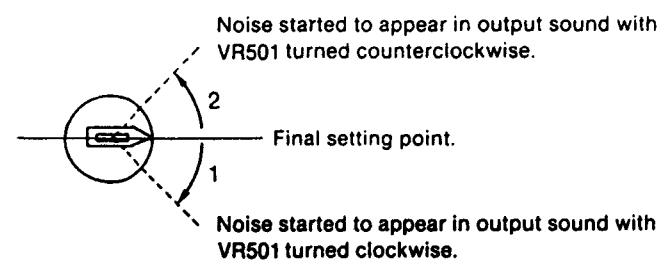 Noise started to appear in output sound with
VR501 turned counterclockwise.
2
Final setting point.
1
Noise started to appear in output sound with
VR501 turned clockwise.